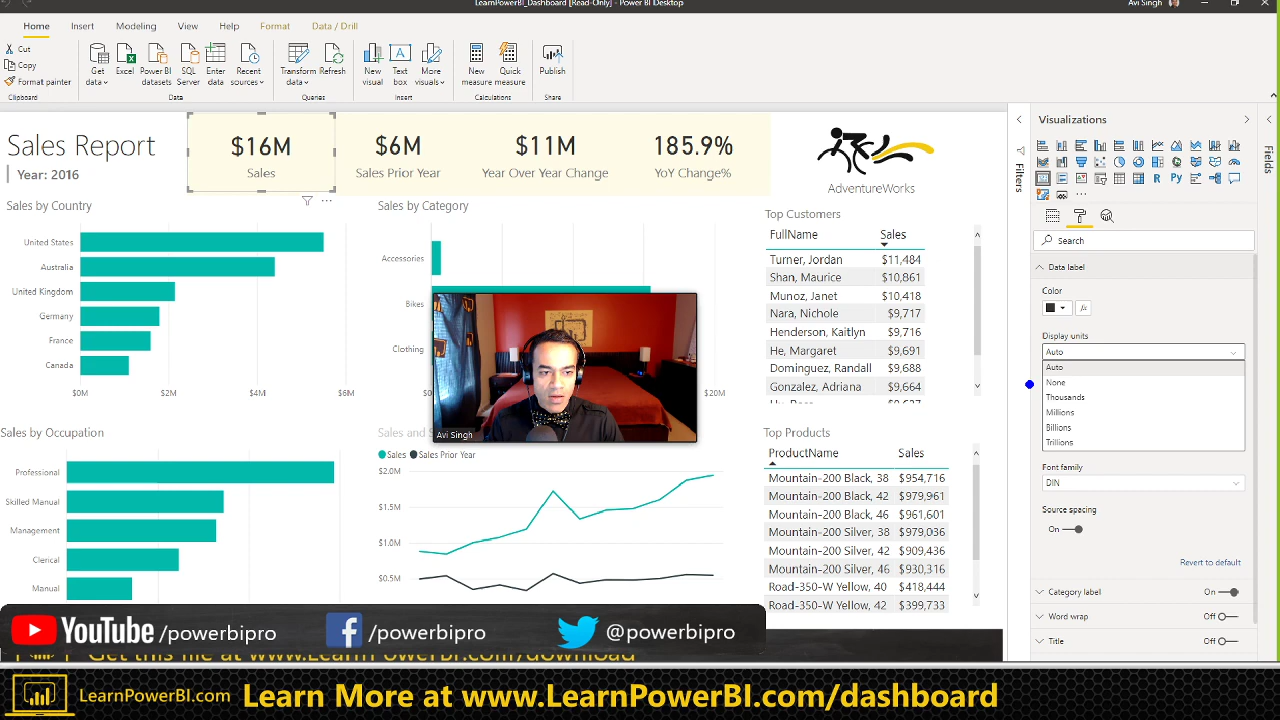 LearnPowerBI_Dashboard [Read-Only] - Power BI Desktop
Avi Singh
Home Insert Modeling View Help Format Data / Drill
Cut
Copy
Format painter
Clipboard
Get data
Excel
Power BI datasets
SQL Server
Enter data
Recent sources
Data
Transform data
Refresh
Queries
New visual
Text box
More visuals
Insert
New measure
Quick measure
Calculations
Publish
Share
Sales Report
Year: 2016
$16M
Sales
$6M
Sales Prior Year
$11M
Year Over Year Change
185.9%
YoY Change%
AdventureWorks
Sales by Country
United States
Australia
United Kingdom
Germany
France
Canada
$0M $2M $4M $6M
Sales by Category
Accessories
Bikes
Clothing
$20M
Avi Singh
Top Customers
FullName Sales
Turner, Jordan $11,484
Shan, Maurice $10,861
Munoz, Janet $10,418
Nara, Nichole $9,717
Henderson, Kaitlyn $9,716
He, Margaret $9,691
Dominguez, Randall $9,688
Gonzalez, Adriana $9,664
Sales by Occupation
Professional
Skilled Manual
Management
Clerical
Manual
Sales and
Sales Sales Prior Year
$2.0M
$1.5M
$1.0M
$0.5M
Top Products
ProductName Sales
Mountain-200 Black, 38 $954,716
Mountain-200 Black, 42 $979,961
Mountain-200 Black, 46 $961,601
Mountain-200 Silver, 38 $979,036
Mountain-200 Silver, 42 $909,436
Mountain-200 Silver, 46 $930,316
Road-350-W Yellow, 40 $418,444
Road-350-W Yellow, 42 $399,733
Filters
Visualizations
R Py
Search
Data label
Color
fx
Display units
Auto
Auto
None
Thousands
Millions
Billions
Trillions
Font family
DIN
Source spacing
On
Revert to default
Category label On
Word wrap Off
Title Off
Fields
YouTube /powerbipro
f /powerbipro
@powerbipro
Get this file at www.LearnPowerBI.com/download
LearnPowerBI.com
Learn More at www.LearnPowerBI.com/dashboard